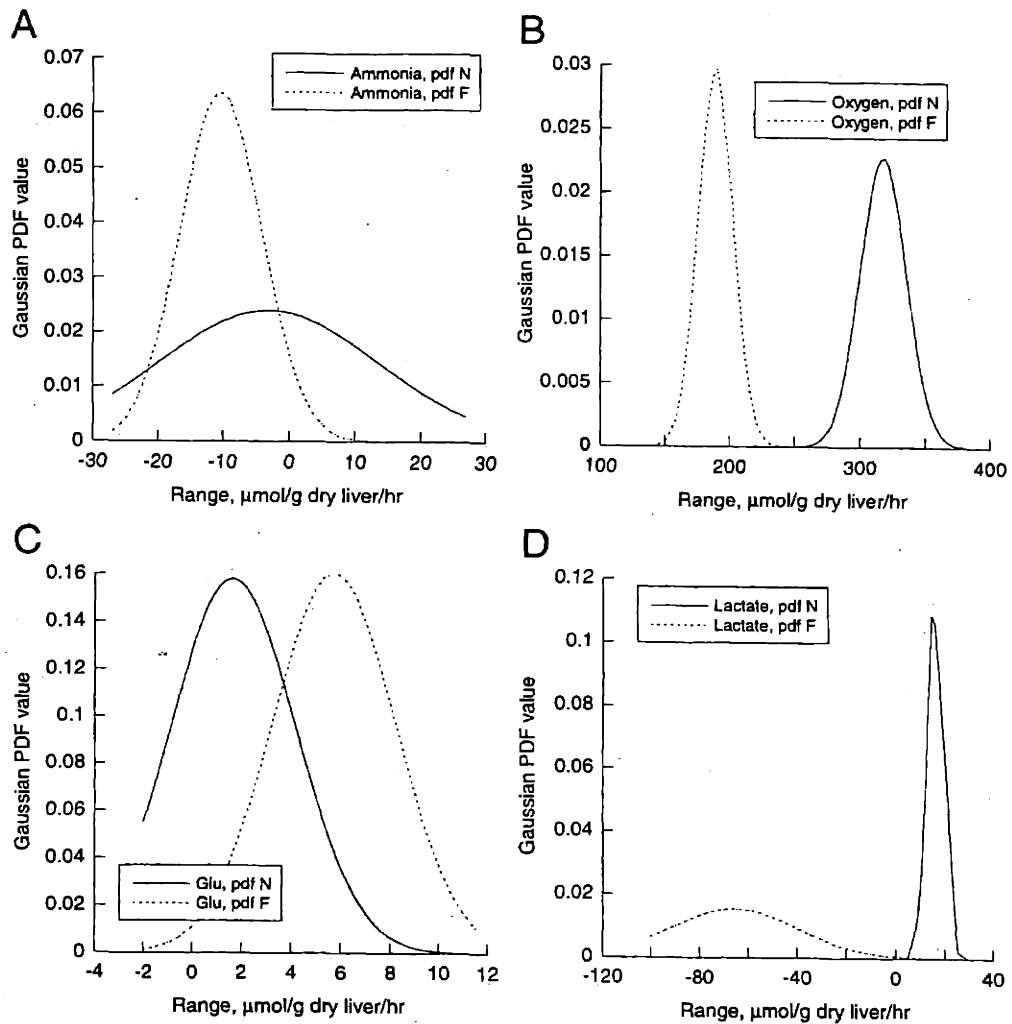 A
0.07
0.06
0.05
0.04
0.03
0.02
0.01
0
Gaussian PDF value
Ammonia, pdf N
Ammonia, pdf F
-30 -20 -10 0 10 20 30
Range, µmol/g dry liver/hr
B
0.03
0.025
0.02
0.015
0.01
0.005
0
Gaussian PDF value
Oxygen, pdf N
Oxygen, pdf F
100 200 300 400
Range, µmol/g dry liver/hr
C
0.16
0.14
0.12
0.1
0.08
0.06
0.04
0.02
0
Gaussian PDF value
Glu, pdf N
Glu, pdf F
-4 -2 0 2 4 6 8 10 12
Range, µmol/g dry liver/hr
D
0.12
0.1
0.08
0.06
0.04
0.02
0
Gaussian PDF value
Lactate, pdf N
Lactate, pdf F
-120 -80 -40 0 40
Range, µmol/g dry liver/hr